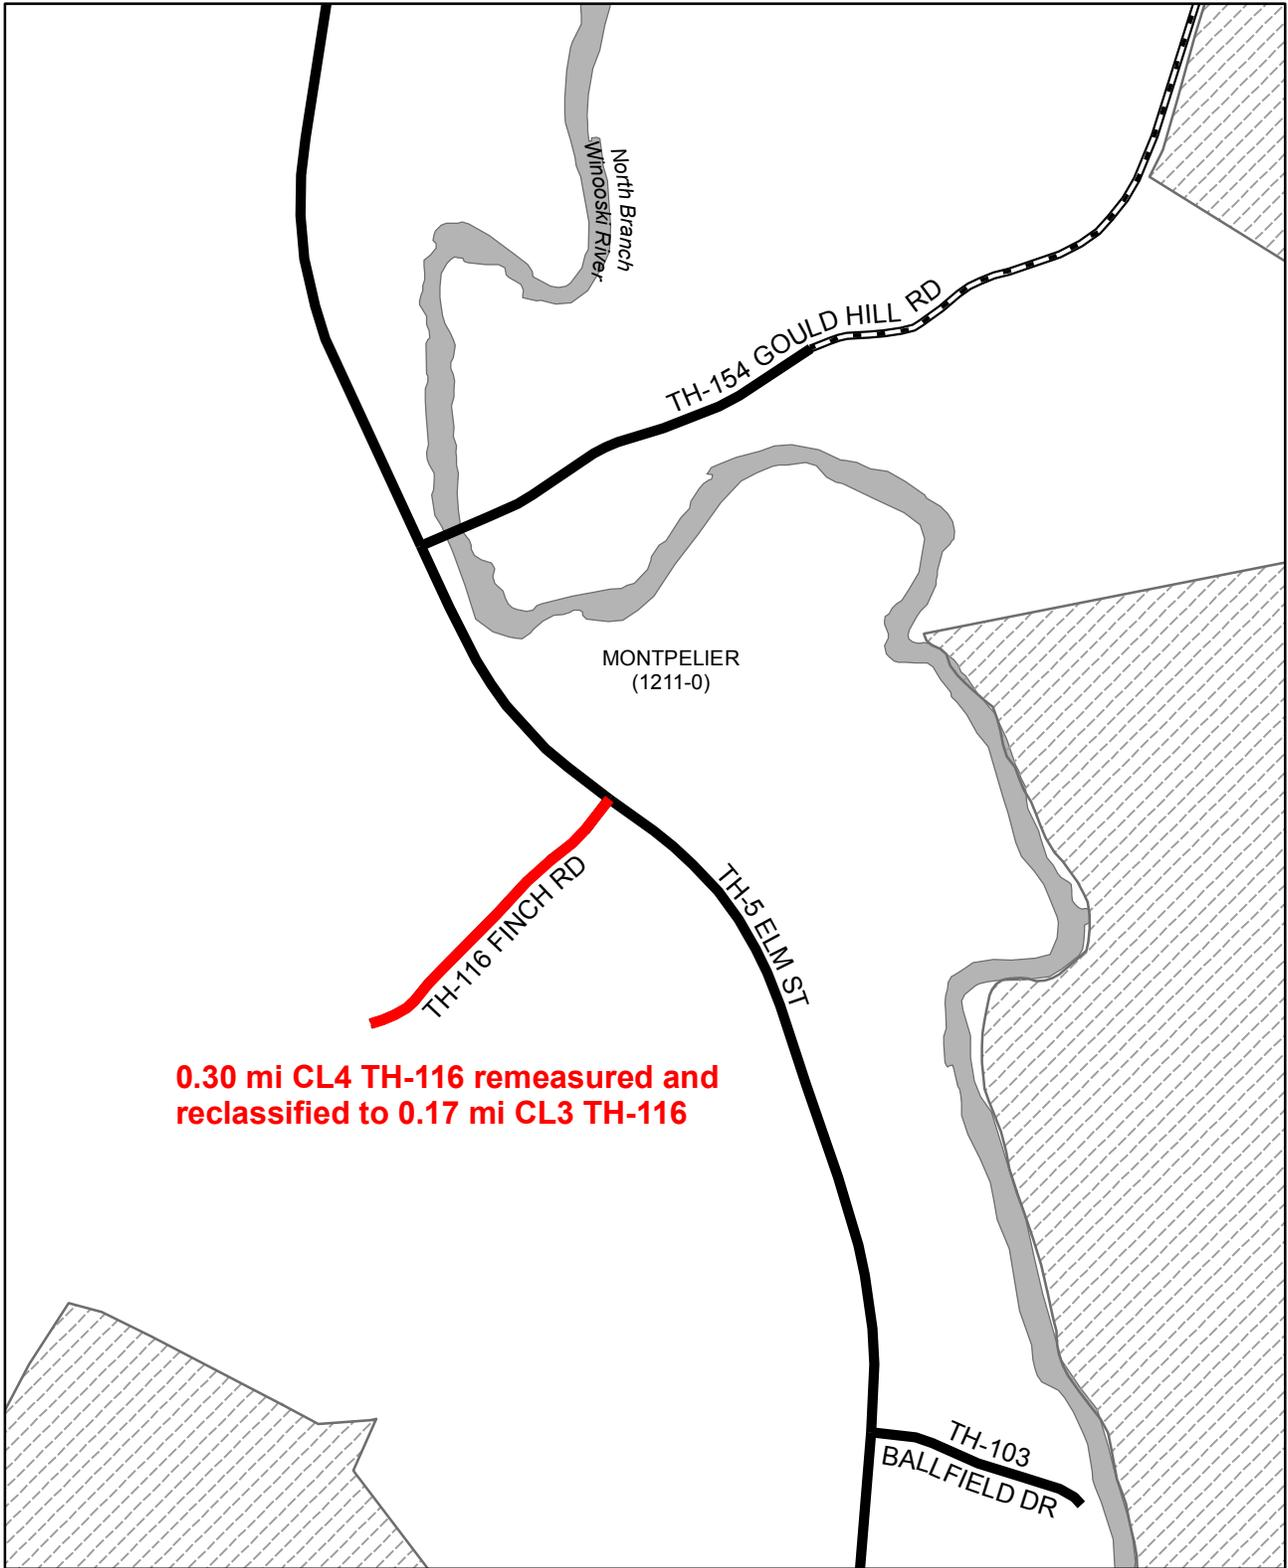 North Branch
Winooski River
TH-154 GOULD HILL RD
MONTPELIER
(1211-0)
TH-116 FINCH RD
TH-5 ELM ST
0.30 mi CL4 TH-116 remeasured and
reclassified to 0.17 mi CL3 TH-116
TH-103
BALLFIELD DR